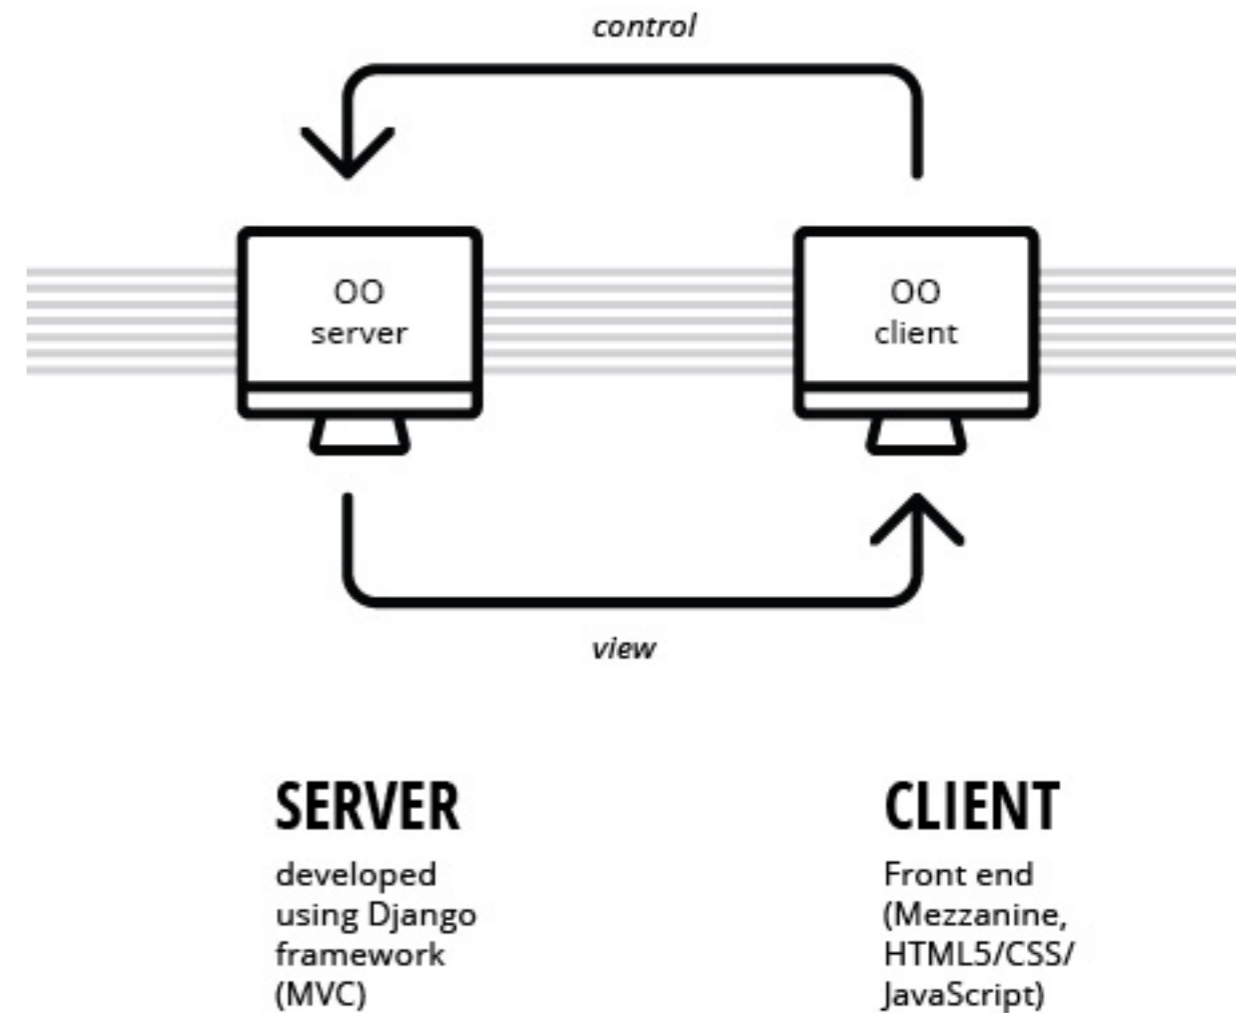 control
OO
server
OO
client
view
SERVER
developed
using Django
framework
(MVC)
CLIENT
Front end
(Mezzanine,
HTML5/CSS/
JavaScript)